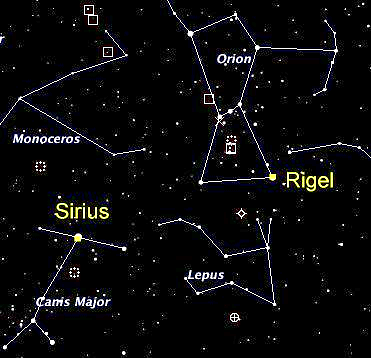 Orion
Monoceros
Rigel
Sirius
Lepus
Canis Major